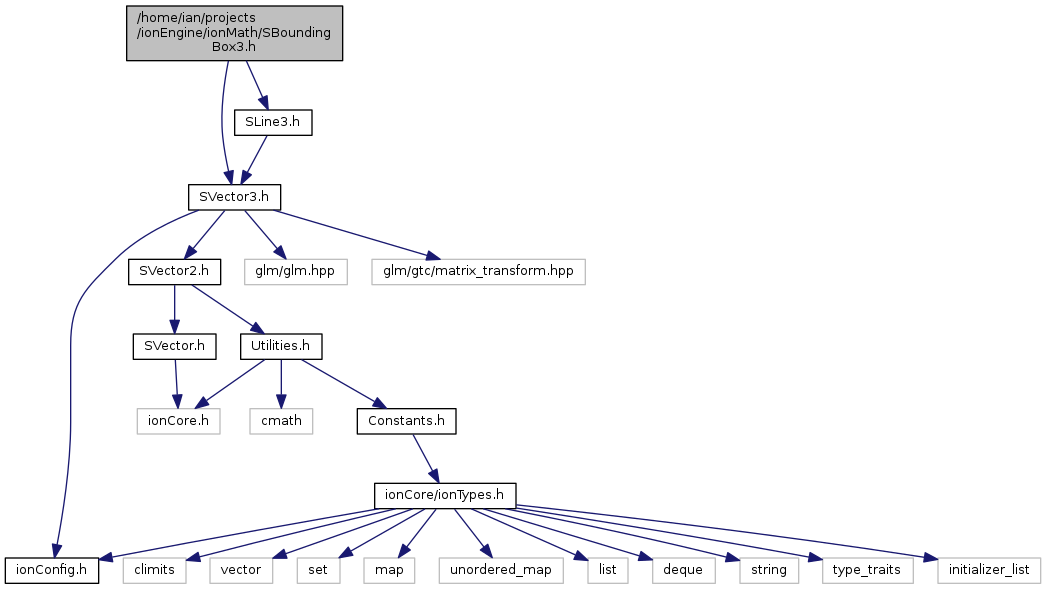 /home/ian/projects
/ionEngine/ionMath/SBounding
Box3.h
SLine3.h
SVector3.h
SVector2.h
glm/glm.hpp
glm/gtc/matrix_transform.hpp
SVector.h
Utilities.h
ionCore.h
cmath
Constants.h
ionCore/ionTypes.h
ionConfig.h
climits
vector
set
map
unordered_map
list
deque
string
type_traits
initializer_list